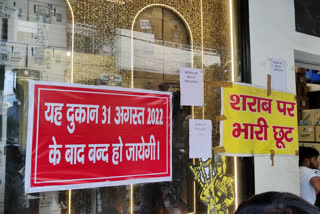 यह दुकान 31 अगस्त 2022
के बाद बन्द हो जायेगी।
शराब पर
भारी छूट